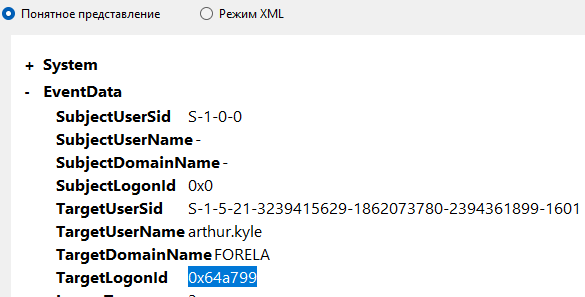 Понятное представление Режим XML
+ System
- EventData
SubjectUserSid S-1-0-0
SubjectUserName -
SubjectDomainName -
SubjectLogonId 0x0
TargetUserSid S-1-5-21-3239415629-1862073780-2394361899-1601
TargetUserName arthur.kyle
TargetDomainName FORELA
TargetLogonId 0x64a799